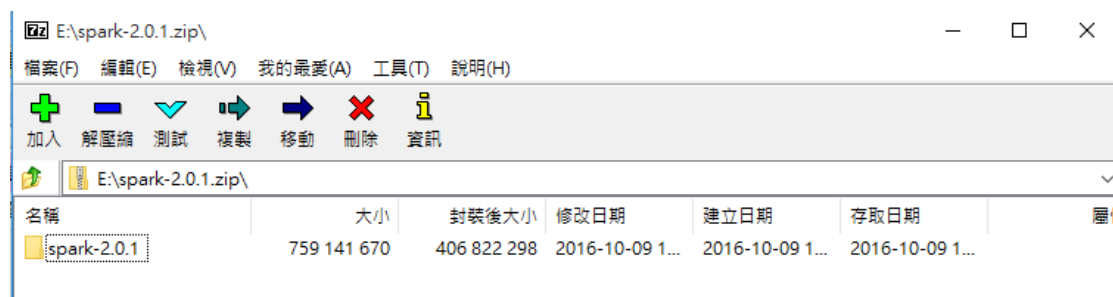 E:\spark-2.0.1.zip\
檔案(F) 編輯(E) 檢視(V) 我的最愛(A) 工具(T) 說明(H)
加入 解壓縮 測試 複製 移動 刪除 資訊
E:\spark-2.0.1.zip\
名稱 大小 封裝後大小 修改日期 建立日期 存取日期
spark-2.0.1 759 141 670 406 822 298 2016-10-09 1... 2016-10-09 1... 2016-10-09 1...